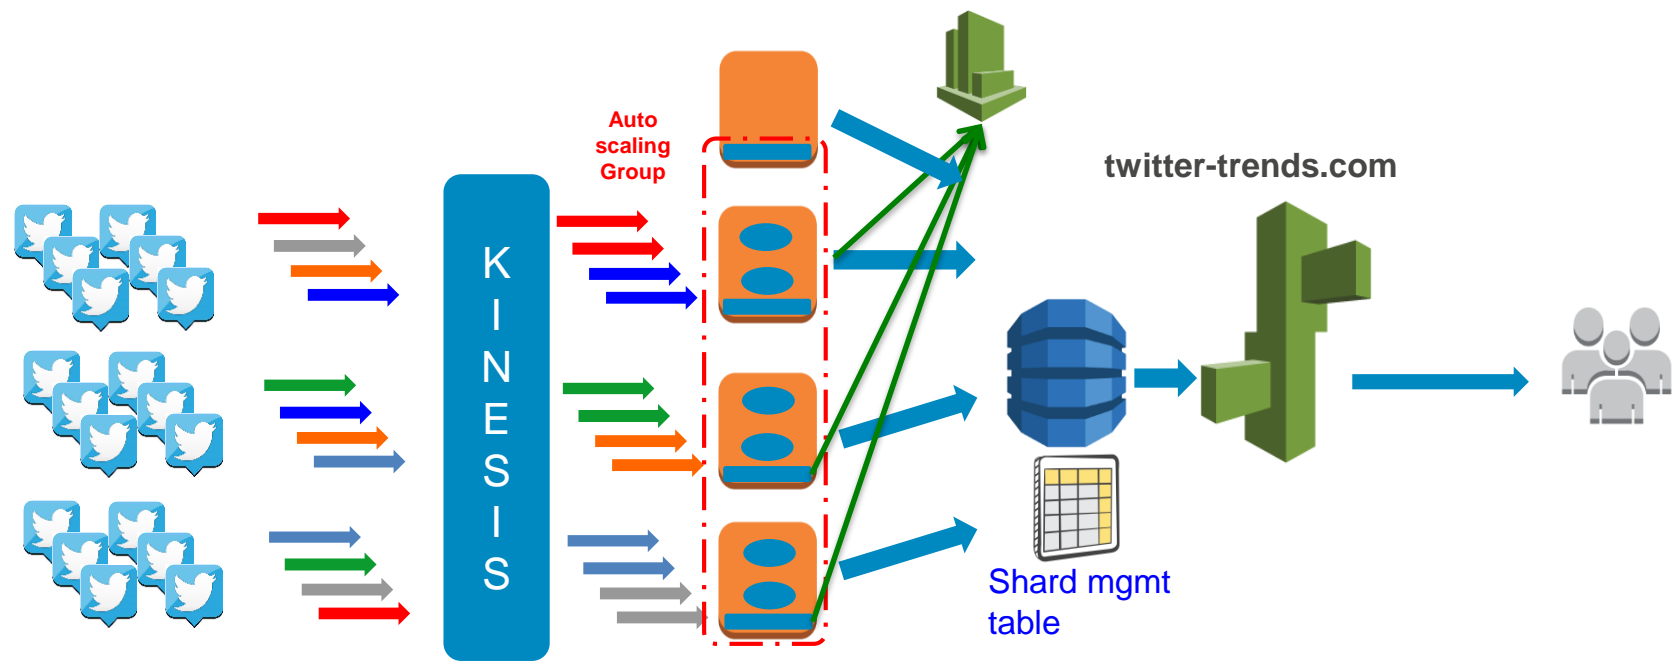 Auto
scaling
Group
twitter-trends.com
K
I
N
E
S
I
S
Shard mgmt
table